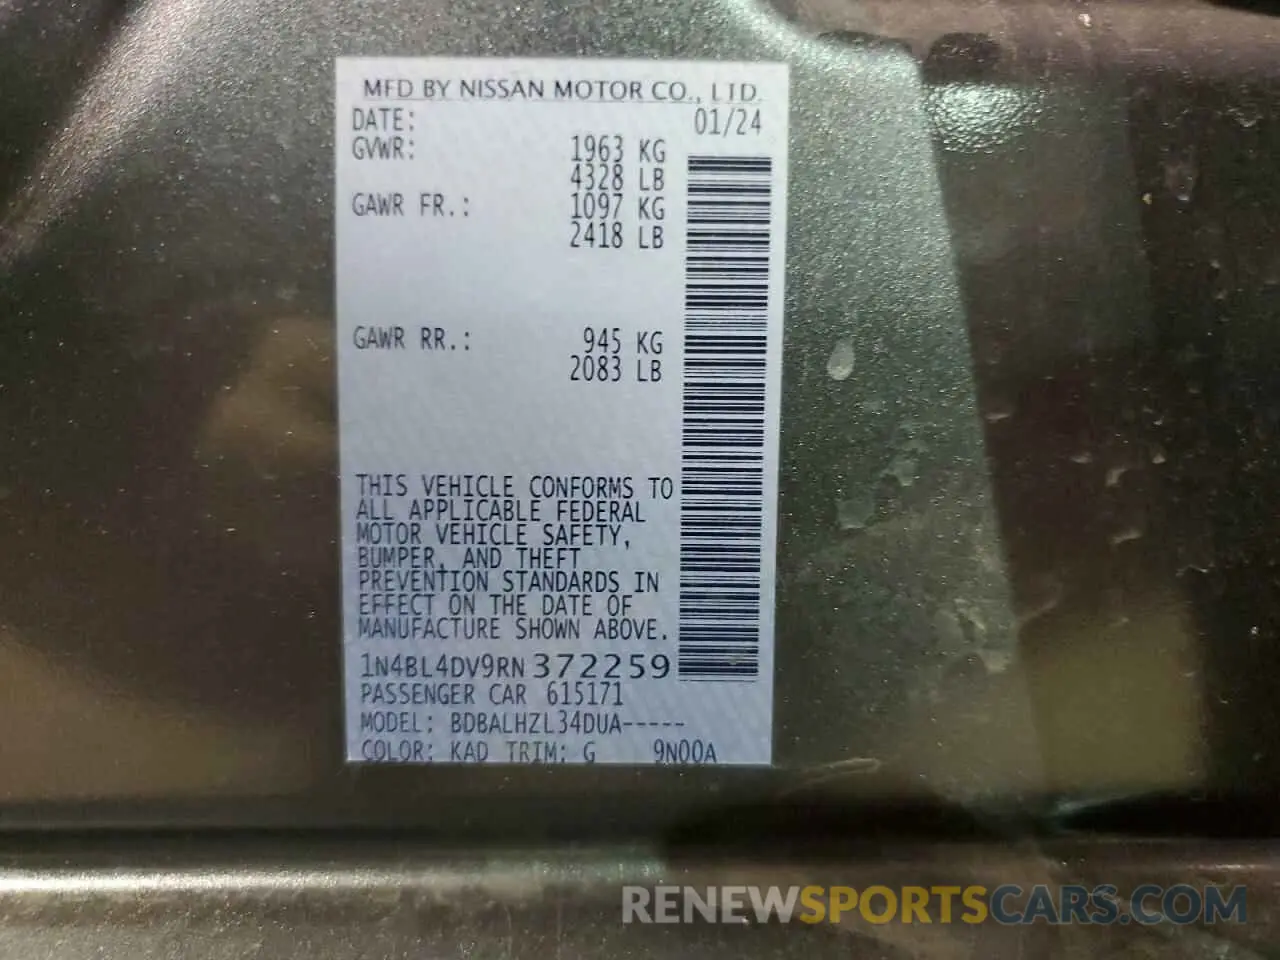 MFD BY NISSAN MOTOR CO., LTD.
DATE: 01/24
GVWR: 1963 KG
4328 LB
GAWR FR.: 1097 KG
2418 LB
GAWR RR.: 945 KG
2083 LB
THIS VEHICLE CONFORMS TO
ALL APPLICABLE FEDERAL
MOTOR VEHICLE SAFETY,
BUMPER, AND THEFT
PREVENTION STANDARDS IN
EFFECT ON THE DATE OF
MANUFACTURE SHOWN ABOVE.
1N4BL4DV9RN372259
PASSENGER CAR 615171
MODEL: BDBALHZL34DUA-----
COLOR: KAD TRIM: G 9N00A
RENEWSPORTSCARS.COM